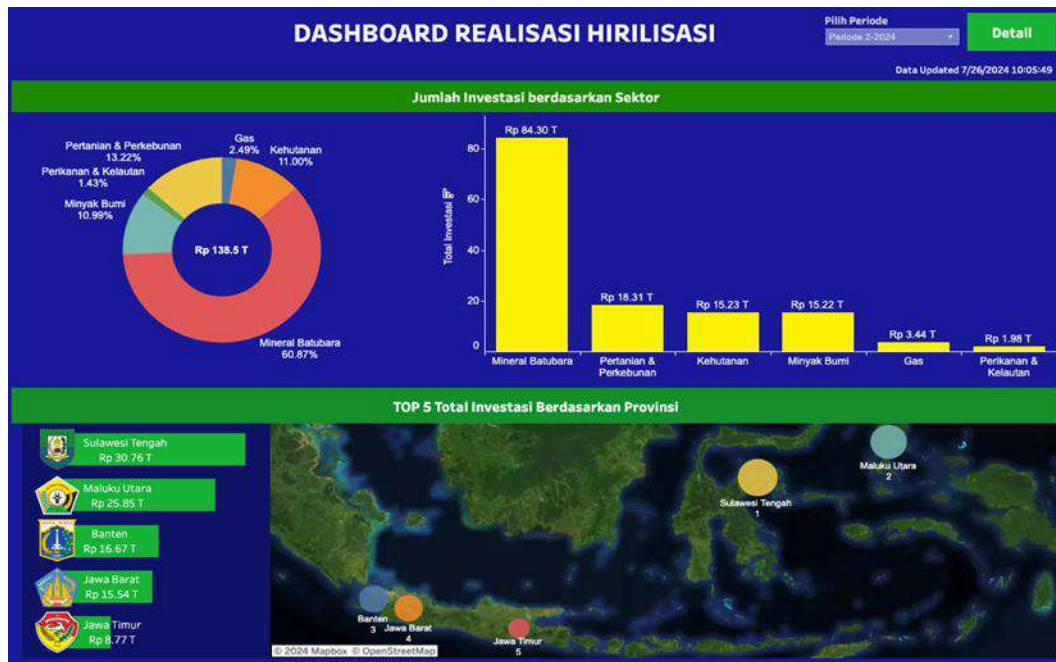 DASHBOARD REALISASI HIRILISASI
Pilih Periode
Periode 2-2024
Detail
Data Updated 7/26/2024 10:05:49
Jumlah Investasi berdasarkan Sektor
Pertanian & Perkebunan
13.22%
Gas
2.49%
Kehutanan
11.00%
Perikanan & Kelautan
1.43%
Minyak Bumi
10.99%
Rp 138.5 T
Mineral Batubara
60.87%
Total Investasi
80
60
40
20
0
Rp 84.30 T
Rp 18.31 T
Rp 15.23 T
Rp 15.22 T
Rp 3.44 T
Rp 1.98 T
Mineral Batubara
Pertanian &
Perkebunan
Kehutanan
Minyak Bumi
Gas
Perikanan &
Kelautan
TOP 5 Total Investasi Berdasarkan Provinsi
Sulawesi Tengah
Rp 30.76 T
Maluku Utara
Rp 25.85 T
Banten
Rp 16.67 T
Jawa Barat
Rp 15.54 T
Jawa Timur
Rp 8.77 T
Maluku Utara
2
Sulawesi Tengah
1
Banten
3
Jawa Barat
4
Jawa Timur
5
© 2024 Mapbox © OpenStreetMap